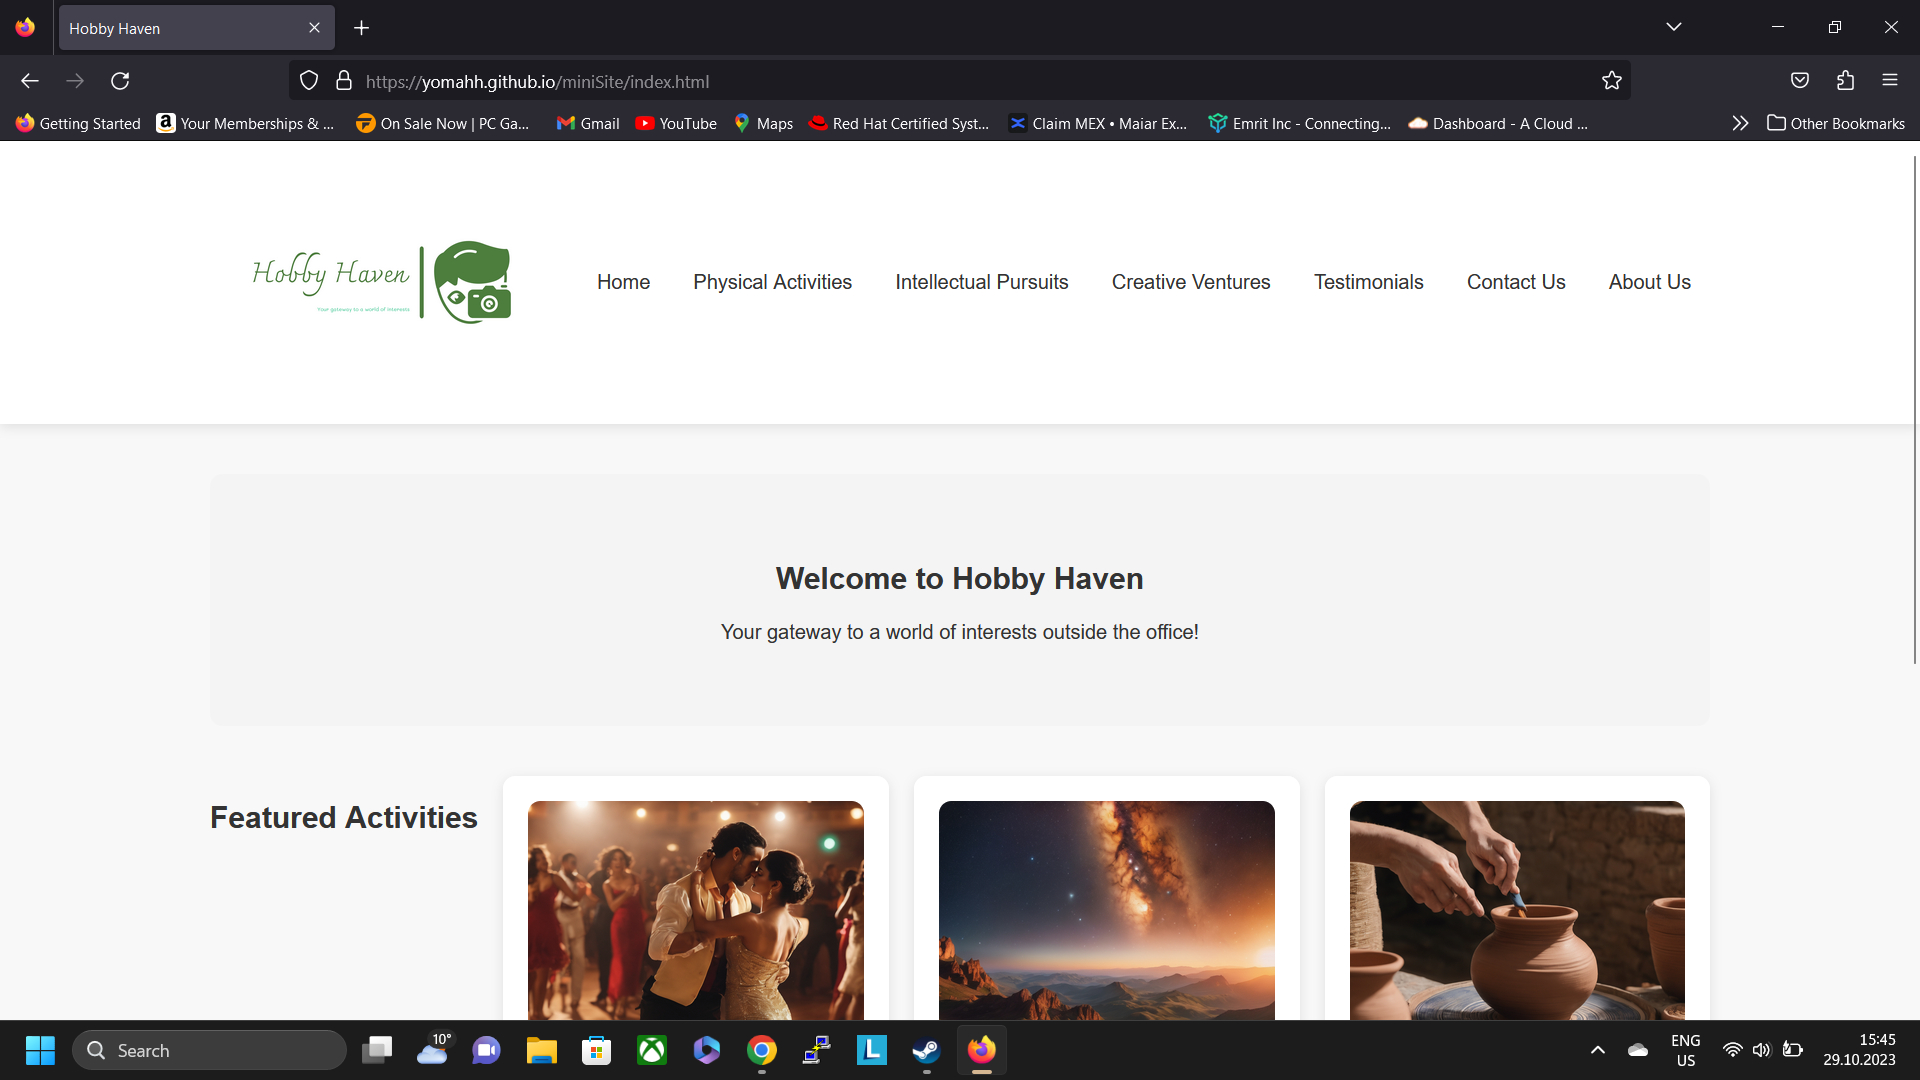 Hobby Haven
https://yomahh.github.io/miniSite/index.html
Getting Started
Your Memberships & ...
On Sale Now | PC Ga...
Gmail
YouTube
Maps
Red Hat Certified Syst...
Claim MEX • Maiar Ex...
Emrit Inc - Connecting...
Dashboard - A Cloud ...
Other Bookmarks
Hobby Haven
Your gateway to a world of interests
Home
Physical Activities
Intellectual Pursuits
Creative Ventures
Testimonials
Contact Us
About Us
Welcome to Hobby Haven
Your gateway to a world of interests outside the office!
Featured Activities
Search
10°
ENG
US
15:45
29.10.2023